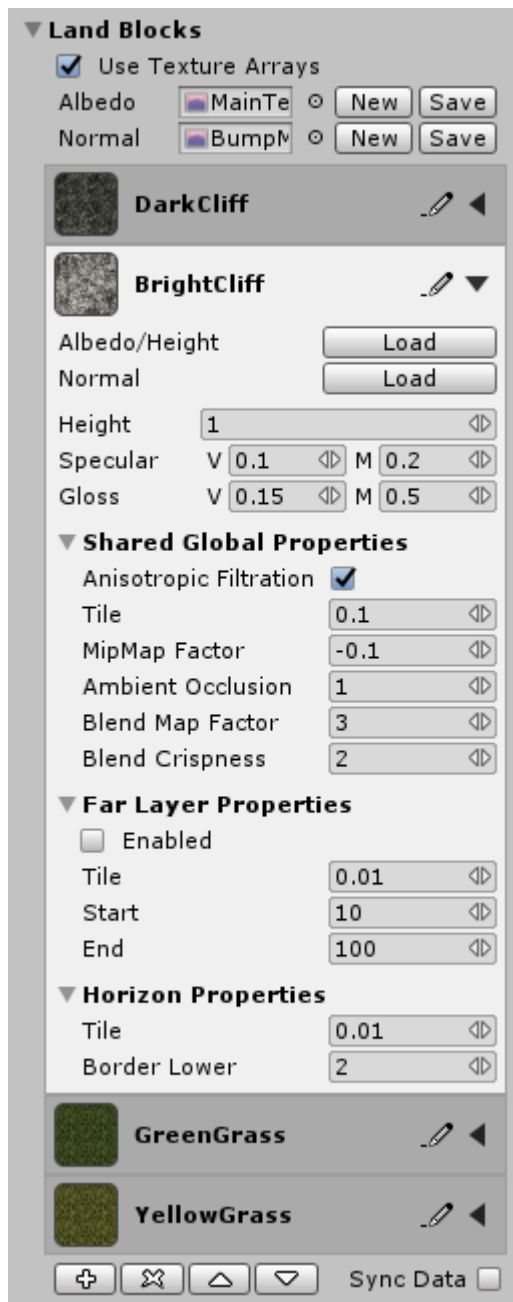 Land Blocks
Use Texture Arrays
Albedo MainTe New Save
Normal BumpM New Save
DarkCliff
BrightCliff
Albedo/Height Load
Normal Load
Height 1
Specular V 0.1 M 0.2
Gloss V 0.15 M 0.5
Shared Global Properties
Anisotropic Filtration
Tile 0.1
MipMap Factor -0.1
Ambient Occlusion 1
Blend Map Factor 3
Blend Crispness 2
Far Layer Properties
Enabled
Tile 0.01
Start 10
End 100
Horizon Properties
Tile 0.01
Border Lower 2
GreenGrass
YellowGrass
Sync Data